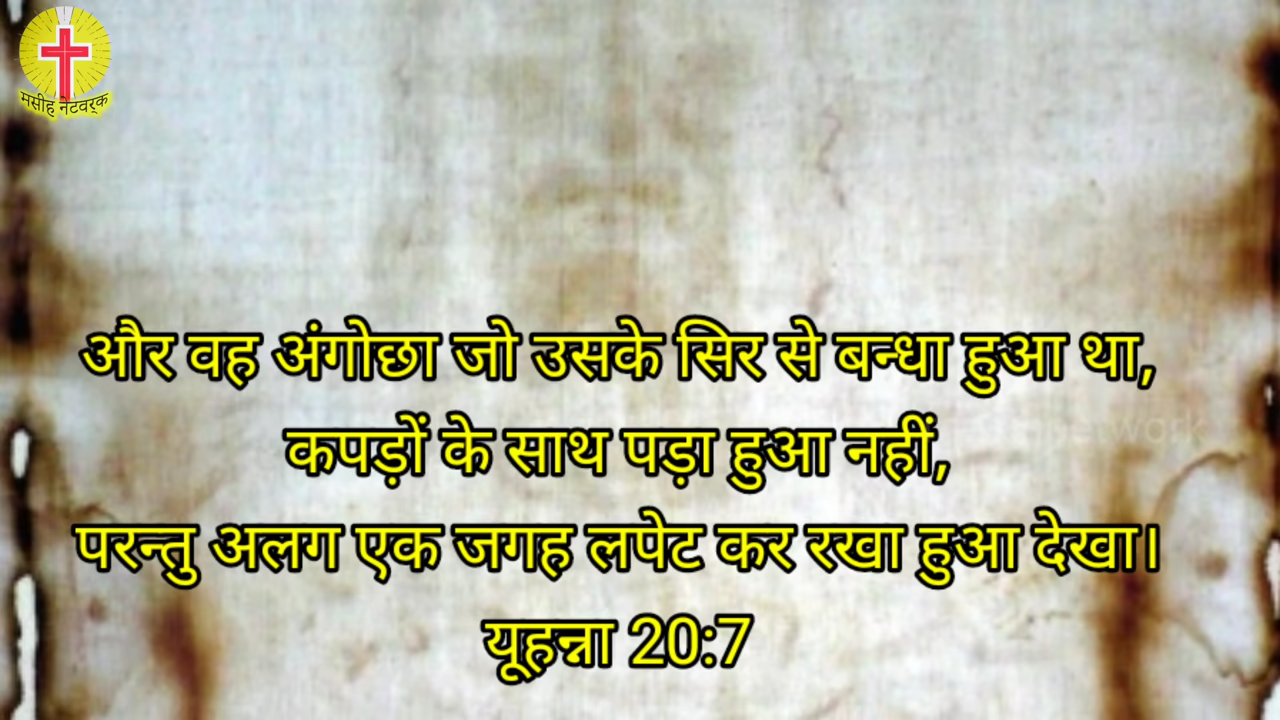 मसीह नेटवर्क
और वह अंगोछा जो उसके सिर से बन्धा हुआ था,
कपड़ों के साथ पड़ा हुआ नहीं,
परन्तु अलग एक जगह लपेट कर रखा हुआ देखा।
यूहन्ना 20:7